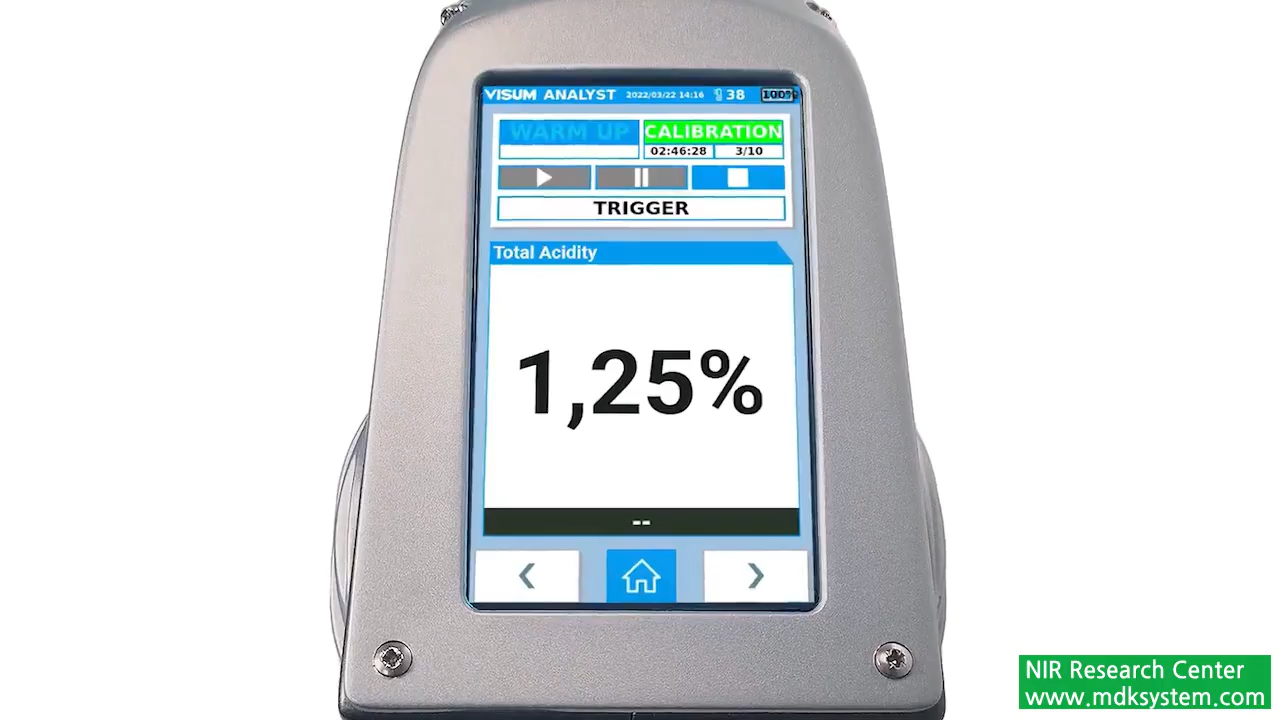 VISUM ANALYST 2022/03/22 14:16 38 100%
WARM UP CALIBRATION
02:46:28 3/10
TRIGGER
Total Acidity
1,25%
--
NIR Research Center
www.mdksystem.com